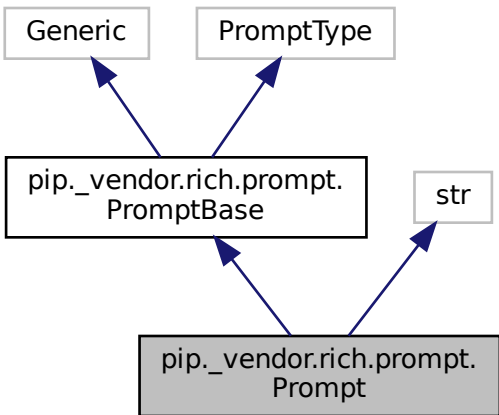 Generic
PromptType
pip._vendor.rich.prompt.
PromptBase
str
pip._vendor.rich.prompt.
Prompt